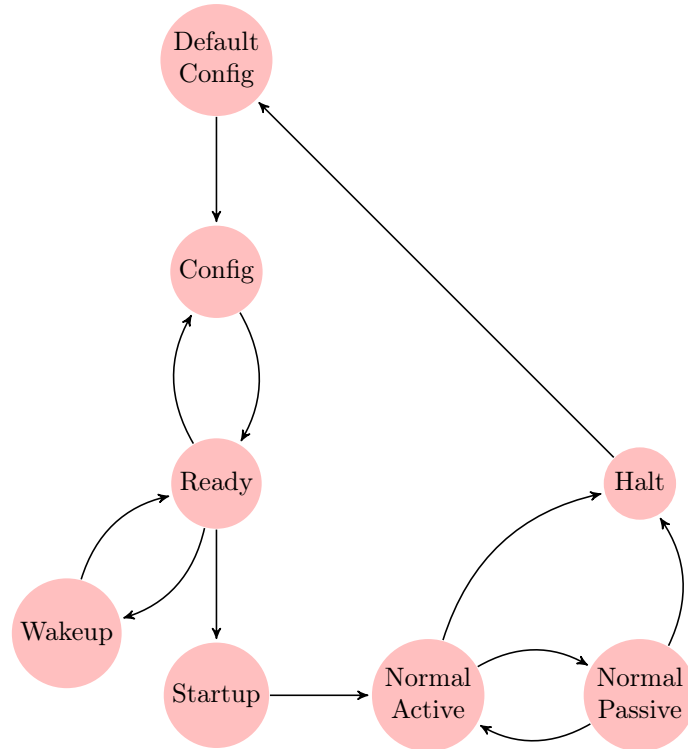 Default
Config
Config
Ready
Halt
Wakeup
Startup
Normal
Active
Normal
Passive